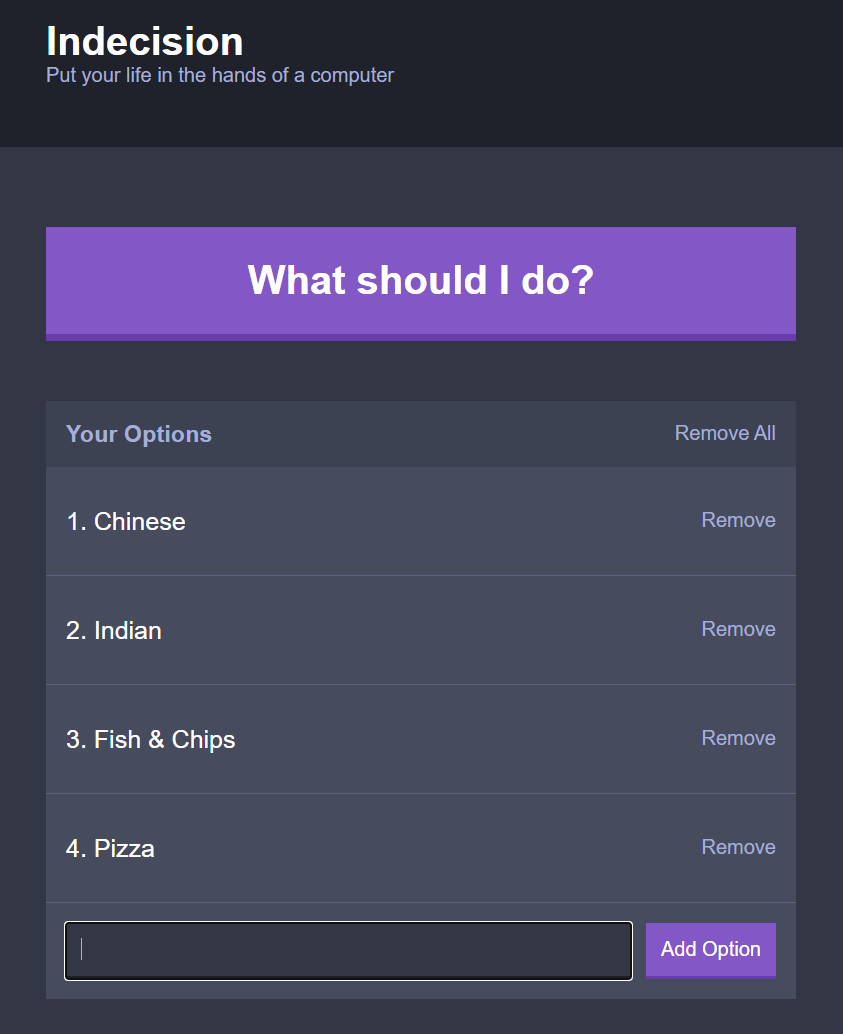 Indecision
Put your life in the hands of a computer
What should I do?
Your Options
Remove All
1. Chinese
Remove
2. Indian
Remove
3. Fish & Chips
Remove
4. Pizza
Remove
Add Option